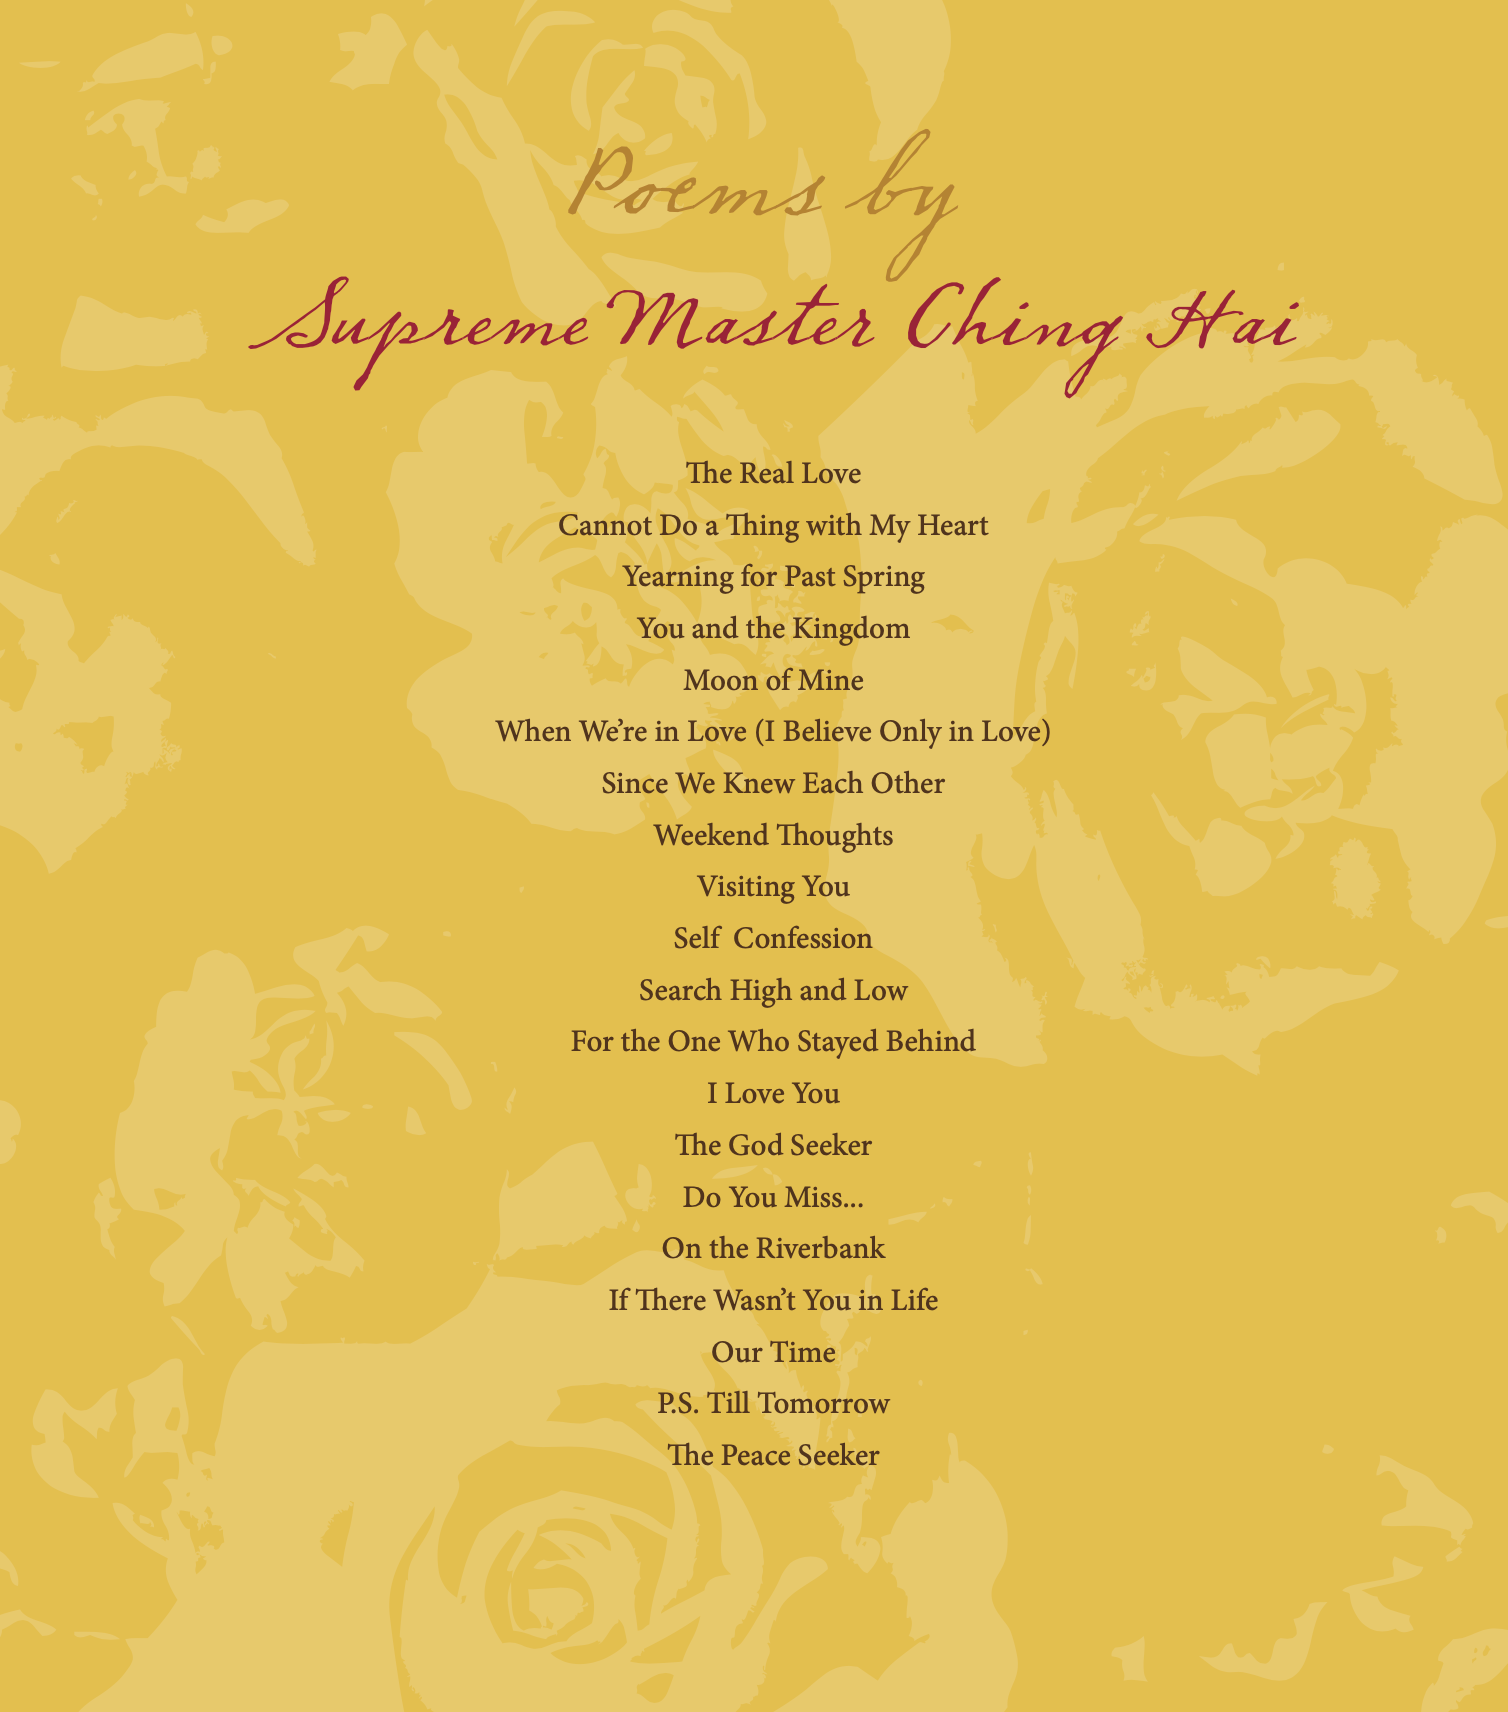 Poems by
Supreme Master Ching Hai
The Real Love
Cannot Do a Thing with My Heart
Yearning for Past Spring
You and the Kingdom
Moon of Mine
When We’re in Love (I Believe Only in Love)
Since We Knew Each Other
Weekend Thoughts
Visiting You
Self  Confession
Search High and Low
For the One Who Stayed Behind
I Love You
The God Seeker
Do You Miss...
On the Riverbank
If There Wasn’t You in Life
Our Time
P.S. Till Tomorrow
The Peace Seeker